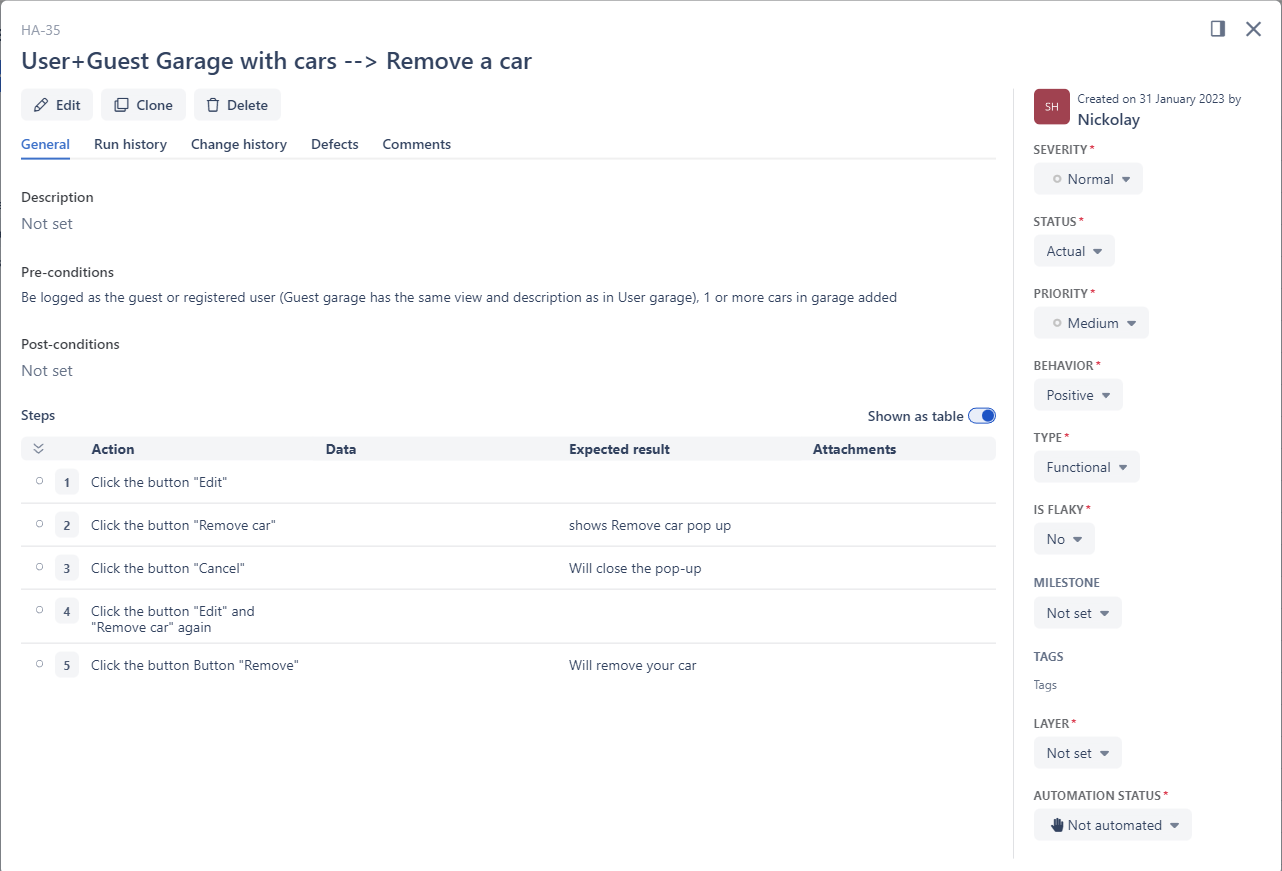 HA-35
User+Guest Garage with cars --> Remove a car
Edit
Clone
Delete
General
Run history
Change history
Defects
Comments
Description
Not set
Pre-conditions
Be logged as the guest or registered user (Guest garage has the same view and description as in User garage), 1 or more cars in garage added
Post-conditions
Not set
Steps
Shown as table
Action Data Expected result Attachments
1 Click the button "Edit"
2 Click the button "Remove car" shows Remove car pop up
3 Click the button "Cancel" Will close the pop-up
4 Click the button "Edit" and
"Remove car" again
5 Click the button Button "Remove" Will remove your car
SH
Created on 31 January 2023 by
Nickolay
SEVERITY*
Normal
STATUS*
Actual
PRIORITY*
Medium
BEHAVIOR*
Positive
TYPE*
Functional
IS FLAKY*
No
MILESTONE
Not set
TAGS
Tags
LAYER*
Not set
AUTOMATION STATUS*
Not automated